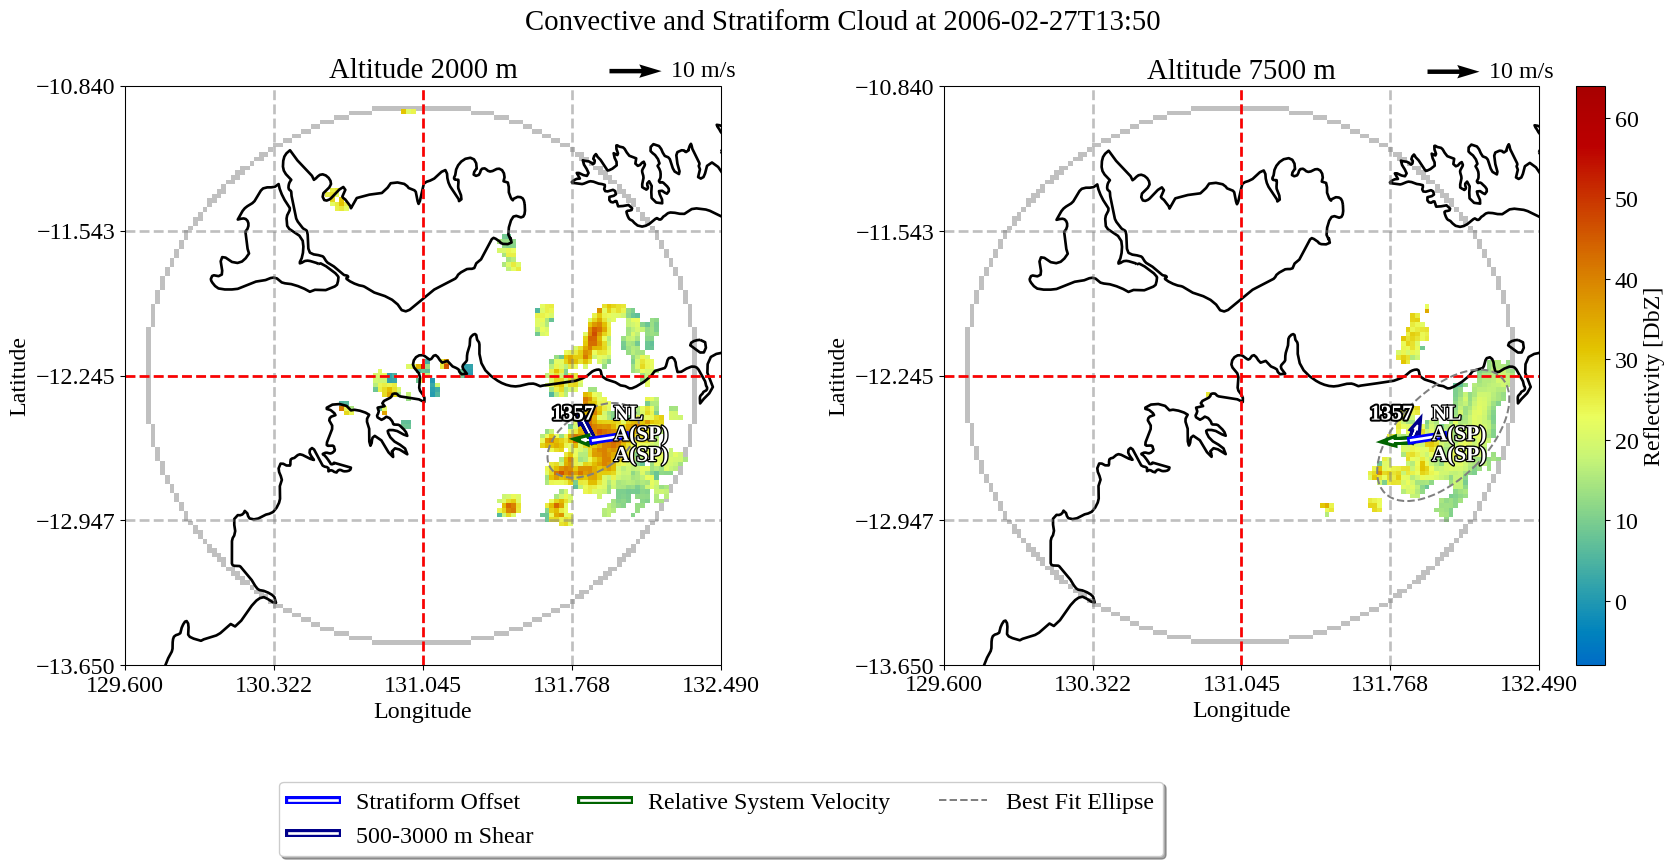 Convective and Stratiform Cloud at 2006-02-27T13:50
Altitude 2000 m
10 m/s
Altitude 7500 m
10 m/s
−10.840
−11.543
−12.245
−12.947
−13.650
Latitude
129.600
130.322
131.045
131.768
132.490
Longitude
1357
NL
A(SP)
A(SP)
−10.840
−11.543
−12.245
−12.947
−13.650
Latitude
129.600
130.322
131.045
131.768
132.490
Longitude
1357
NL
A(SP)
A(SP)
60
50
40
30
20
10
0
Reflectivity [DbZ]
Stratiform Offset
500-3000 m Shear
Relative System Velocity
Best Fit Ellipse